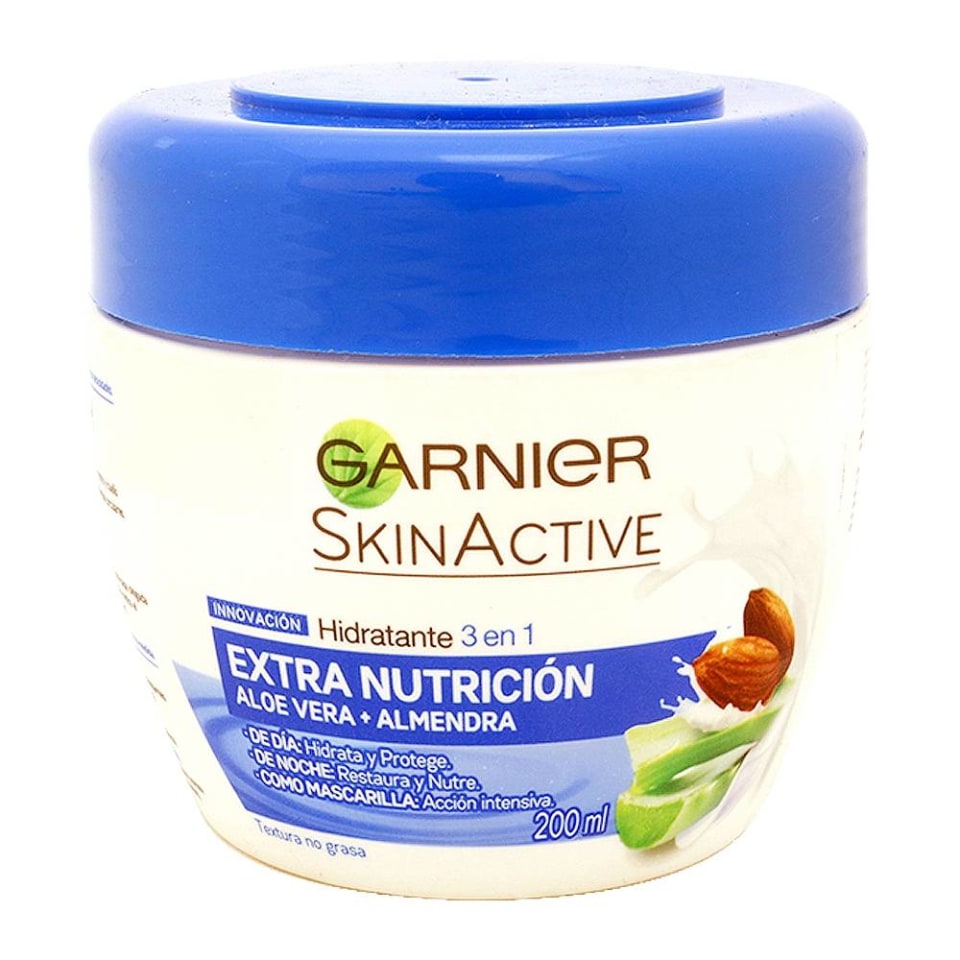 GARNIER
SKINACTIVE
INNOVACIÓN
Hidratante 3 en 1
EXTRA NUTRICIÓN
ALOE VERA + ALMENDRA
· DE DÍA: Hidrata y Protege.
· DE NOCHE: Restaura y Nutre.
· COMO MASCARILLA: Acción intensiva.
200 ml
Textura no grasa